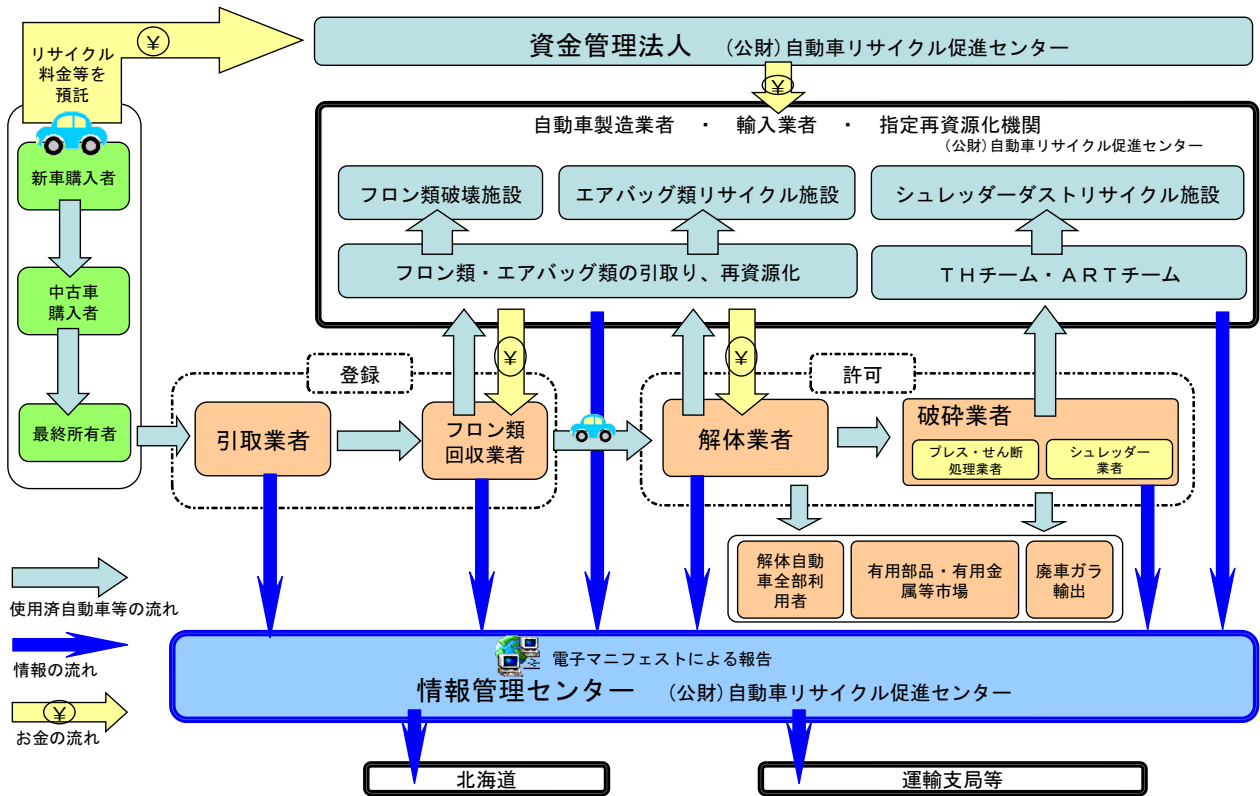 リサイクル
料金等を
預託
¥
資金管理法人 (公財)自動車リサイクル促進センター
¥
自動車製造業者 ・ 輸入業者 ・ 指定再資源化機関
(公財)自動車リサイクル促進センター
新車購入者
フロン類破壊施設
エアバッグ類リサイクル施設
シュレッダーダストリサイクル施設
フロン類・エアバッグ類の引取り、再資源化
THチーム・ARTチーム
中古車
購入者
¥
¥
登録
許可
最終所有者
引取業者
フロン類
回収業者
解体業者
破砕業者
プレス・せん断
処理業者
シュレッダー
業者
解体自動
車全部利
用者
有用部品・有用金
属等市場
廃車ガラ
輸出
使用済自動車等の流れ
情報の流れ
¥
お金の流れ
電子マニフェストによる報告
情報管理センター (公財)自動車リサイクル促進センター
北海道
運輸支局等